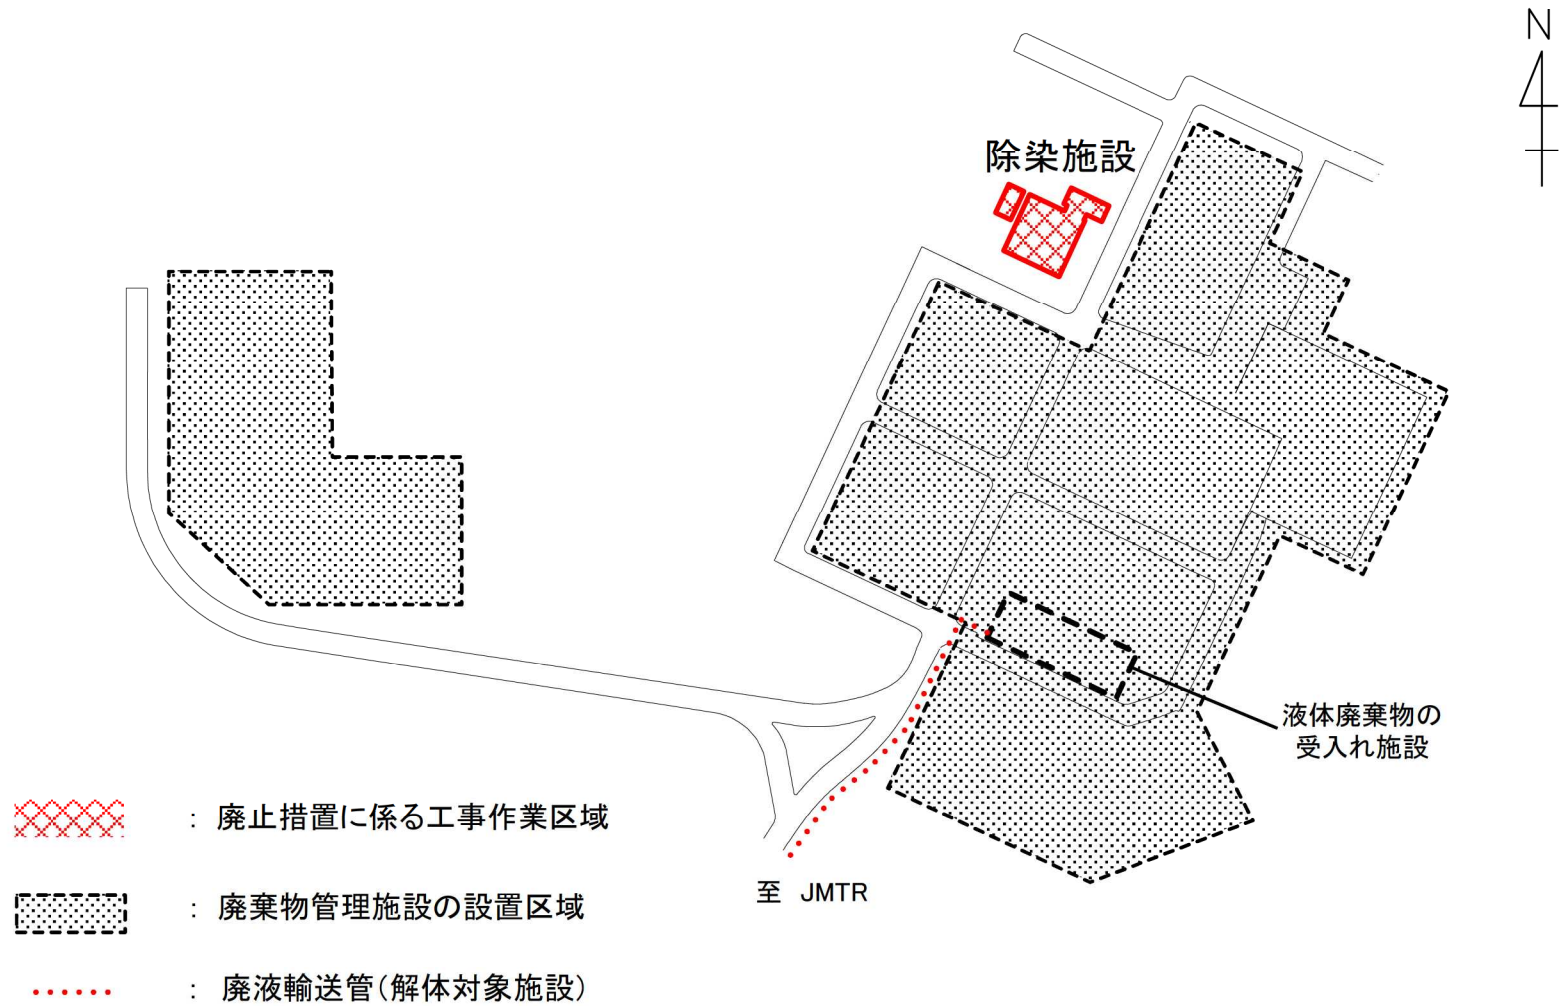 N
除染施設
液体廃棄物の
受入れ施設
: 廃止措置に係る工事作業区域
至 JMTR
: 廃棄物管理施設の設置区域
: 廃液輸送管(解体対象施設)